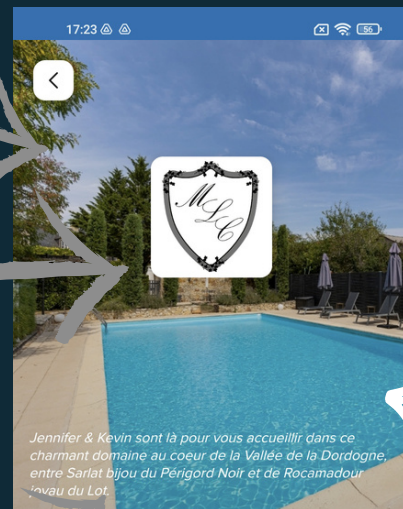 17:23
56
MLC
Jennifer & Kevin sont là pour vous accueillir dans ce
charmant domaine au coeur de la Vallée de la Dordogne,
entre Sarlat bijou du Périgord Noir et de Rocamadour
joyau du Lot.